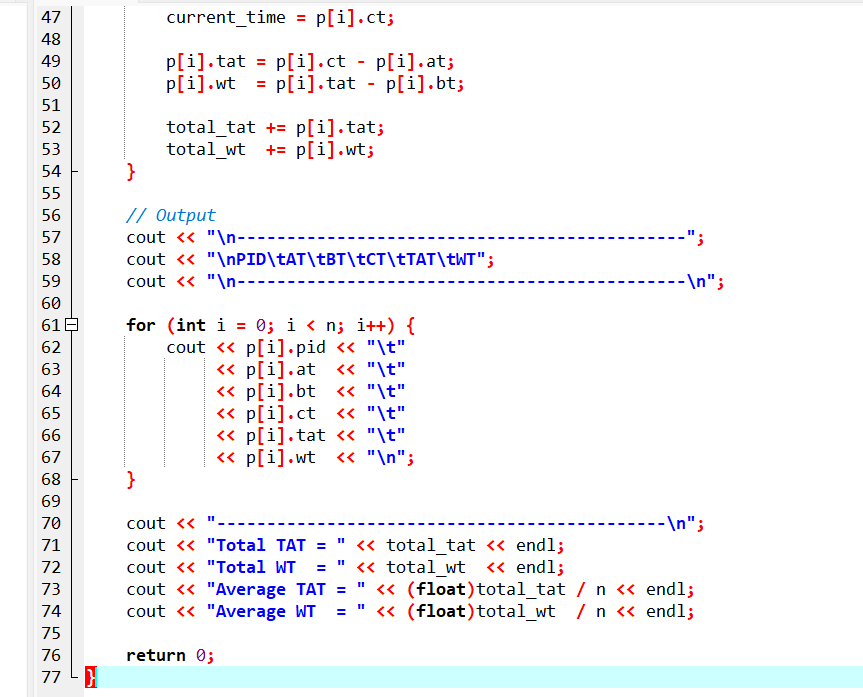 47 current_time = p[i].ct;
48
49 p[i].tat = p[i].ct - p[i].at;
50 p[i].wt  = p[i].tat - p[i].bt;
51
52 total_tat += p[i].tat;
53 total_wt  += p[i].wt;
54 }
55
56 // Output
57 cout << "\n---------------------------------------------";
58 cout << "\nPID\tAT\tBT\tCT\tTAT\tWT";
59 cout << "\n---------------------------------------------\n";
60
61 for (int i = 0; i < n; i++) {
62 cout << p[i].pid << "\t"
63 << p[i].at  << "\t"
64 << p[i].bt  << "\t"
65 << p[i].ct  << "\t"
66 << p[i].tat << "\t"
67 << p[i].wt  << "\n";
68 }
69
70 cout << "---------------------------------------------\n";
71 cout << "Total TAT = " << total_tat << endl;
72 cout << "Total WT  = " << total_wt  << endl;
73 cout << "Average TAT = " << (float)total_tat / n << endl;
74 cout << "Average WT  = " << (float)total_wt  / n << endl;
75
76 return 0;
77 }